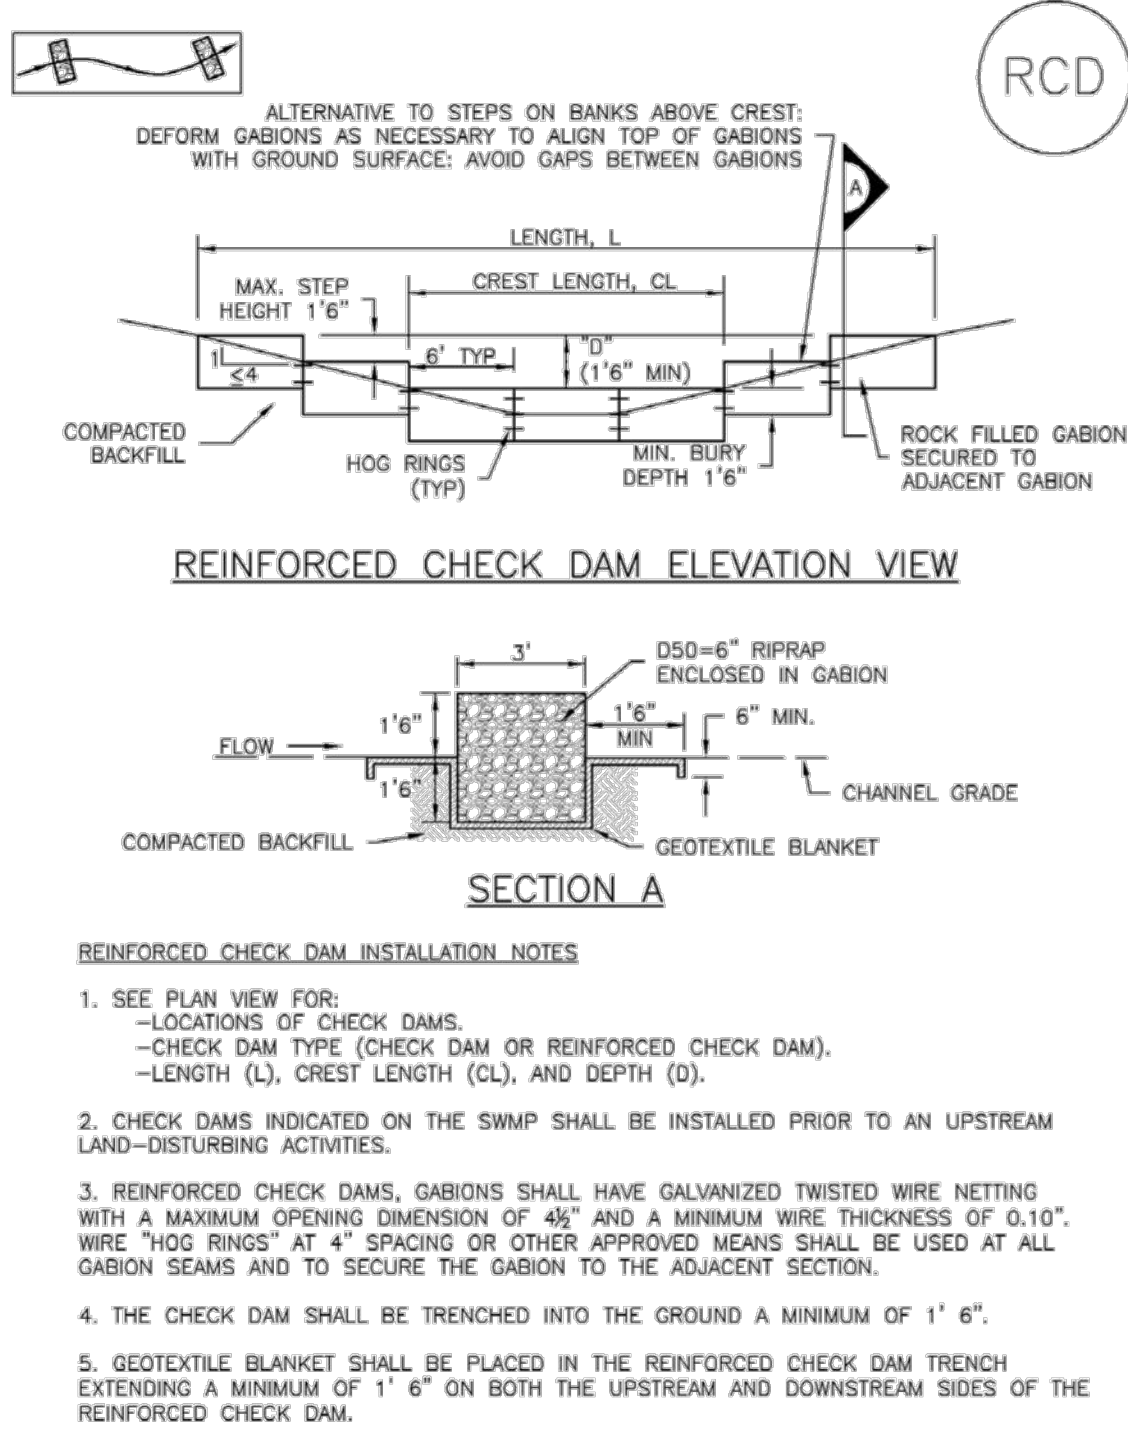 RCD
ALTERNATIVE TO STEPS ON BANKS ABOVE CREST:
DEFORM GABIONS AS NECESSARY TO ALIGN TOP OF GABIONS
WITH GROUND SURFACE: AVOID GAPS BETWEEN GABIONS
A
LENGTH, L
MAX. STEP
HEIGHT 1'6"
CREST LENGTH, CL
1
≤4
6' TYP
"D"
(1'6" MIN)
COMPACTED
BACKFILL
HOG RINGS
(TYP)
MIN. BURY
DEPTH 1'6"
ROCK FILLED GABION
SECURED TO
ADJACENT GABION
REINFORCED CHECK DAM ELEVATION VIEW
3'
D50=6" RIPRAP
ENCLOSED IN GABION
1'6"
1'6"
MIN
6" MIN.
FLOW
1'6"
CHANNEL GRADE
COMPACTED BACKFILL
GEOTEXTILE BLANKET
SECTION A
REINFORCED CHECK DAM INSTALLATION NOTES
1. SEE PLAN VIEW FOR:
-LOCATIONS OF CHECK DAMS.
-CHECK DAM TYPE (CHECK DAM OR REINFORCED CHECK DAM).
-LENGTH (L), CREST LENGTH (CL), AND DEPTH (D).
2. CHECK DAMS INDICATED ON THE SWMP SHALL BE INSTALLED PRIOR TO AN UPSTREAM
LAND-DISTURBING ACTIVITIES.
3. REINFORCED CHECK DAMS, GABIONS SHALL HAVE GALVANIZED TWISTED WIRE NETTING
WITH A MAXIMUM OPENING DIMENSION OF 4½" AND A MINIMUM WIRE THICKNESS OF 0.10".
WIRE "HOG RINGS" AT 4" SPACING OR OTHER APPROVED MEANS SHALL BE USED AT ALL
GABION SEAMS AND TO SECURE THE GABION TO THE ADJACENT SECTION.
4. THE CHECK DAM SHALL BE TRENCHED INTO THE GROUND A MINIMUM OF 1' 6".
5. GEOTEXTILE BLANKET SHALL BE PLACED IN THE REINFORCED CHECK DAM TRENCH
EXTENDING A MINIMUM OF 1' 6" ON BOTH THE UPSTREAM AND DOWNSTREAM SIDES OF THE
REINFORCED CHECK DAM.